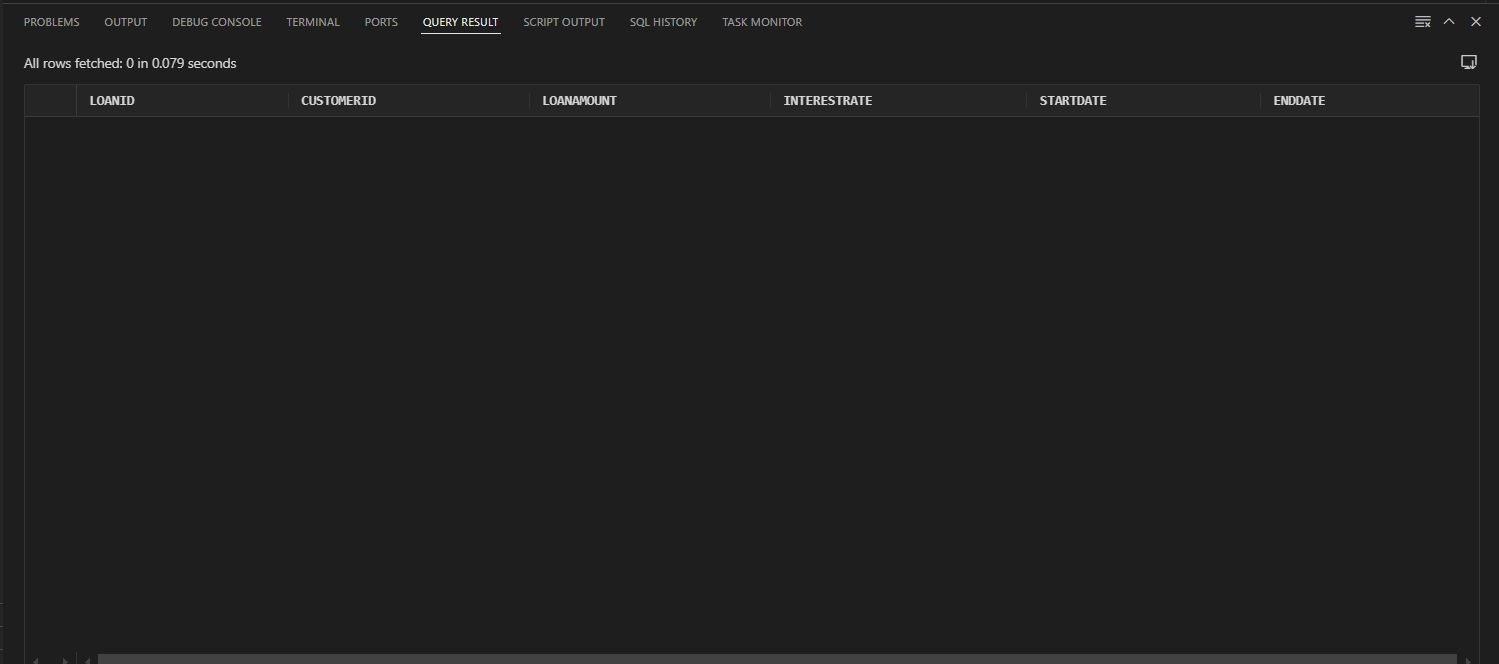 PROBLEMS OUTPUT DEBUG CONSOLE TERMINAL PORTS QUERY RESULT SCRIPT OUTPUT SQL HISTORY TASK MONITOR
All rows fetched: 0 in 0.079 seconds
LOANID CUSTOMERID LOANAMOUNT INTERESTRATE STARTDATE ENDDATE